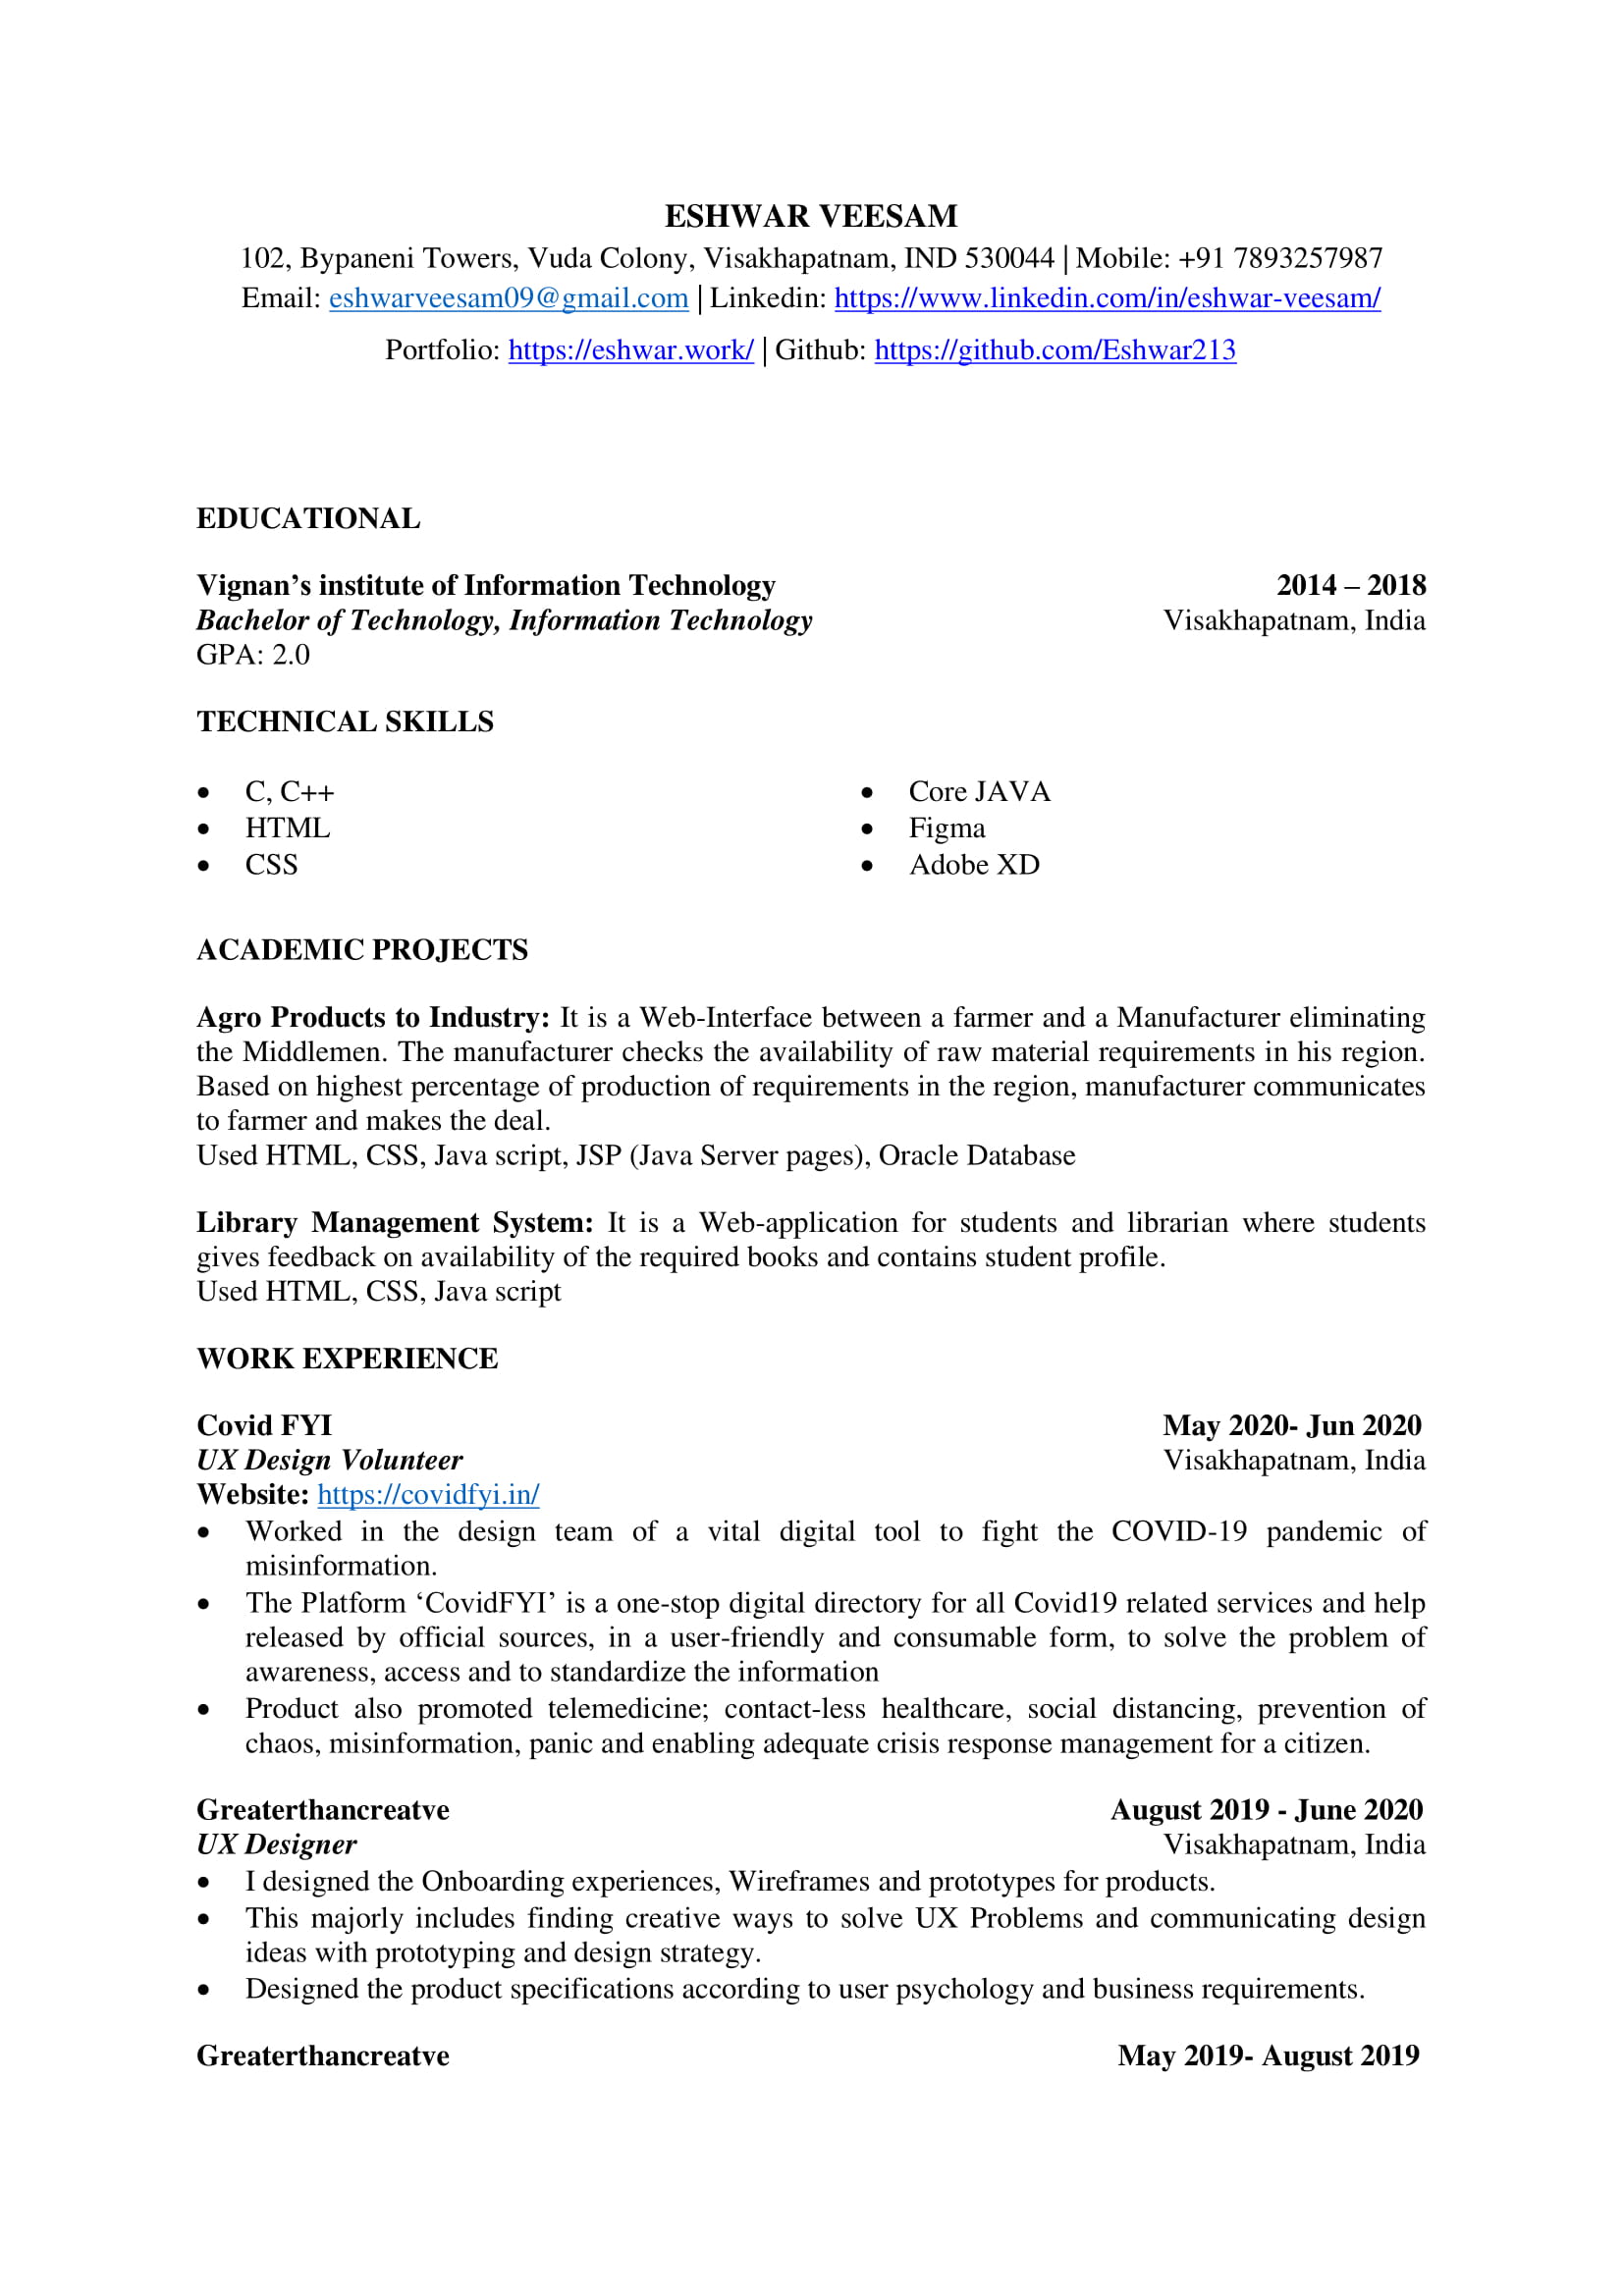 ESHWAR VEESAM
102, Bypaneni Towers, Vuda Colony, Visakhapatnam, IND 530044 | Mobile: +91 7893257987
Email: eshwarveesam09@gmail.com | Linkedin: https://www.linkedin.com/in/eshwar-veesam/
Portfolio: https://eshwar.work/ | Github: https://github.com/Eshwar213
EDUCATIONAL
Vignan’s institute of Information Technology 2014 – 2018
Bachelor of Technology, Information Technology Visakhapatnam, India
GPA: 2.0
TECHNICAL SKILLS
• C, C++
• HTML
• CSS
• Core JAVA
• Figma
• Adobe XD
ACADEMIC PROJECTS
Agro Products to Industry: It is a Web-Interface between a farmer and a Manufacturer eliminating
the Middlemen. The manufacturer checks the availability of raw material requirements in his region.
Based on highest percentage of production of requirements in the region, manufacturer communicates
to farmer and makes the deal.
Used HTML, CSS, Java script, JSP (Java Server pages), Oracle Database
Library Management System: It is a Web-application for students and librarian where students
gives feedback on availability of the required books and contains student profile.
Used HTML, CSS, Java script
WORK EXPERIENCE
Covid FYI May 2020- Jun 2020
UX Design Volunteer Visakhapatnam, India
Website: https://covidfyi.in/
• Worked in the design team of a vital digital tool to fight the COVID-19 pandemic of
misinformation.
• The Platform ‘CovidFYI’ is a one-stop digital directory for all Covid19 related services and help
released by official sources, in a user-friendly and consumable form, to solve the problem of
awareness, access and to standardize the information
• Product also promoted telemedicine; contact-less healthcare, social distancing, prevention of
chaos, misinformation, panic and enabling adequate crisis response management for a citizen.
Greaterthancreatve August 2019 - June 2020
UX Designer Visakhapatnam, India
• I designed the Onboarding experiences, Wireframes and prototypes for products.
• This majorly includes finding creative ways to solve UX Problems and communicating design
ideas with prototyping and design strategy.
• Designed the product specifications according to user psychology and business requirements.
Greaterthancreatve May 2019- August 2019